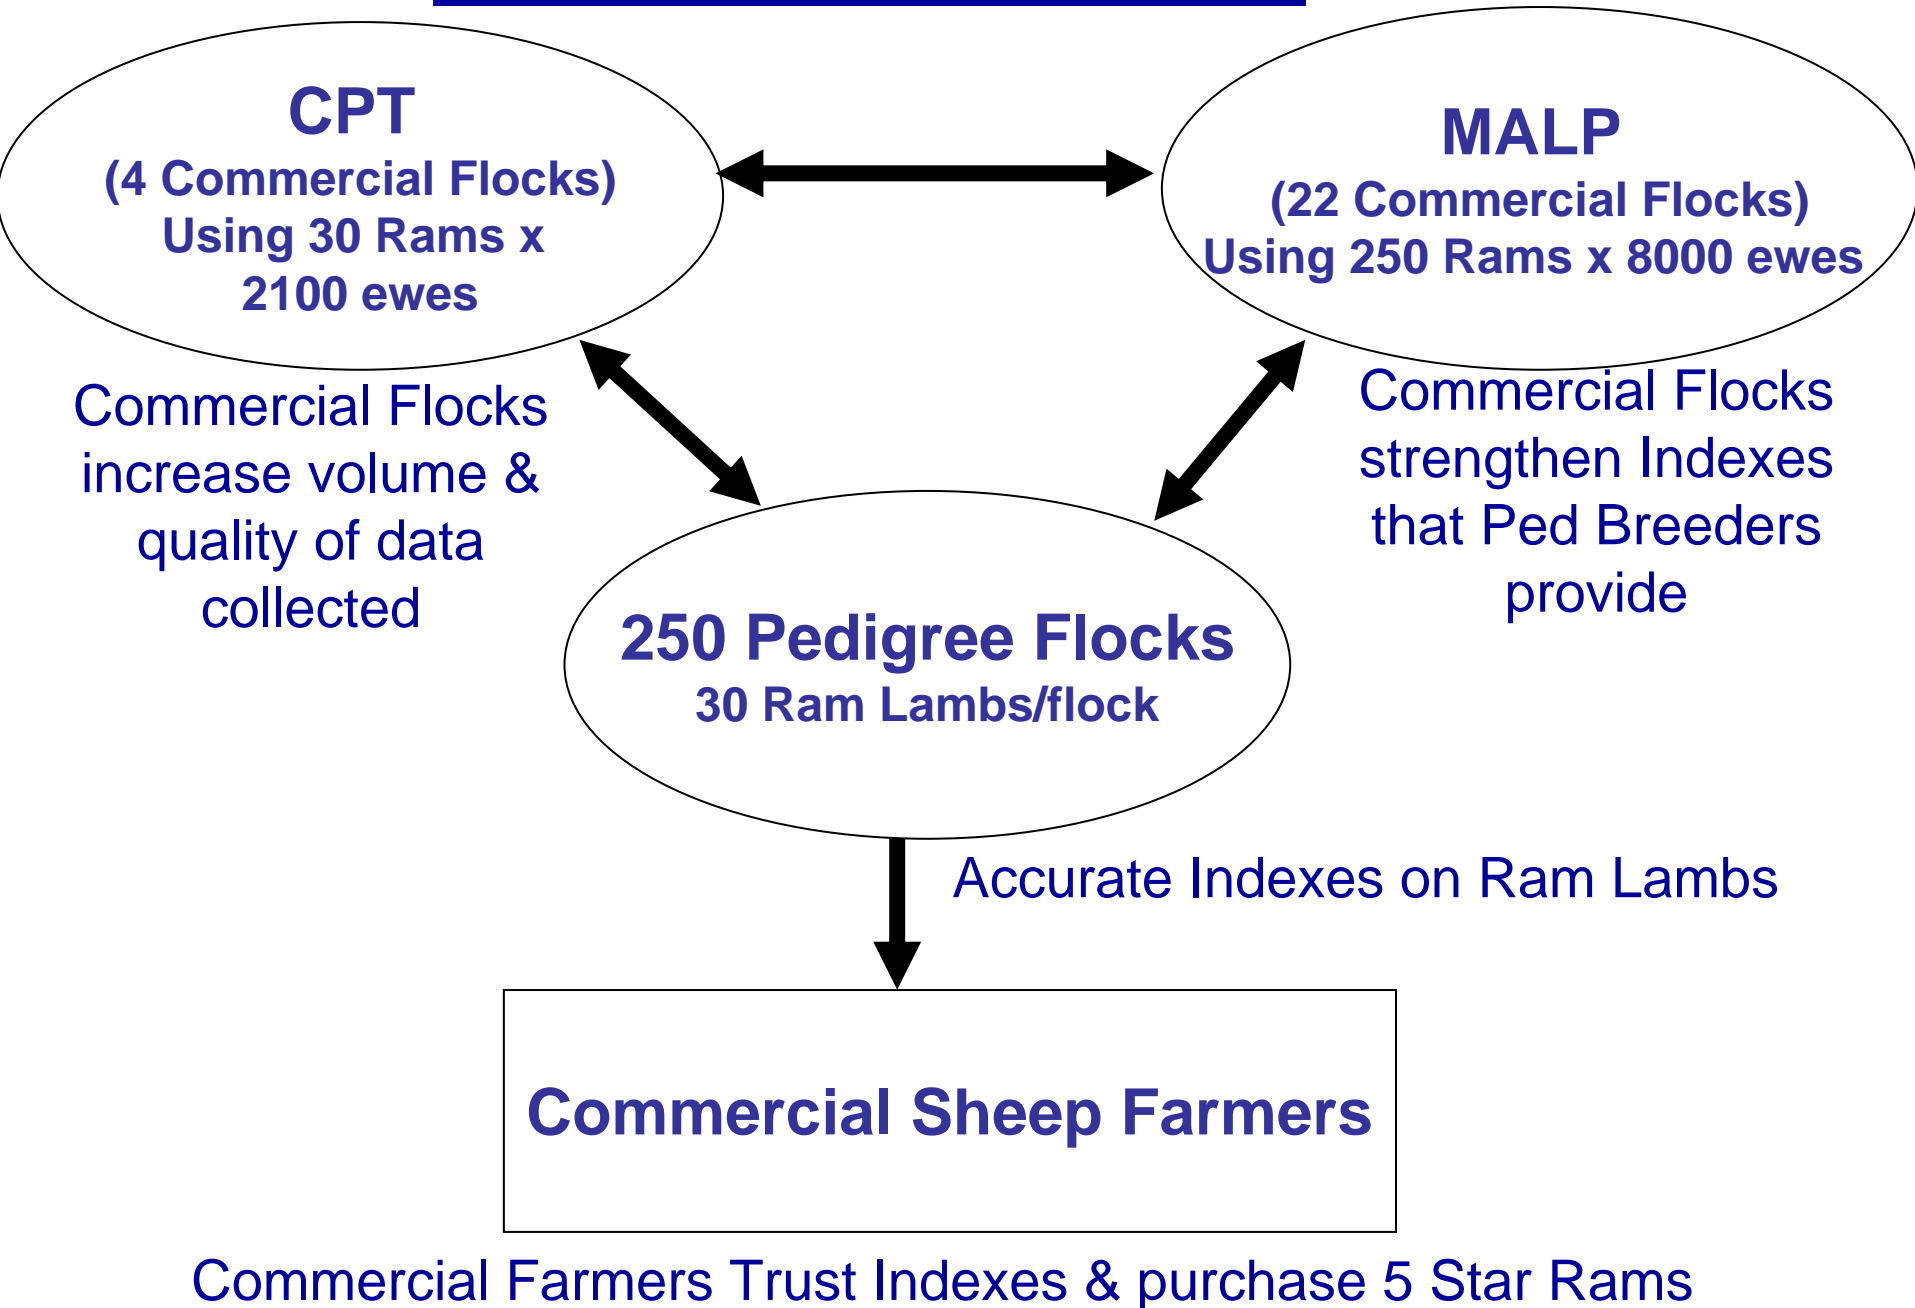 CPT
(4 Commercial Flocks)
Using 30 Rams x
2100 ewes
MALP
(22 Commercial Flocks)
Using 250 Rams x 8000 ewes
Commercial Flocks
increase volume &
quality of data
collected
Commercial Flocks
strengthen Indexes
that Ped Breeders
provide
250 Pedigree Flocks
30 Ram Lambs/flock
Accurate Indexes on Ram Lambs
Commercial Sheep Farmers
Commercial Farmers Trust Indexes & purchase 5 Star Rams